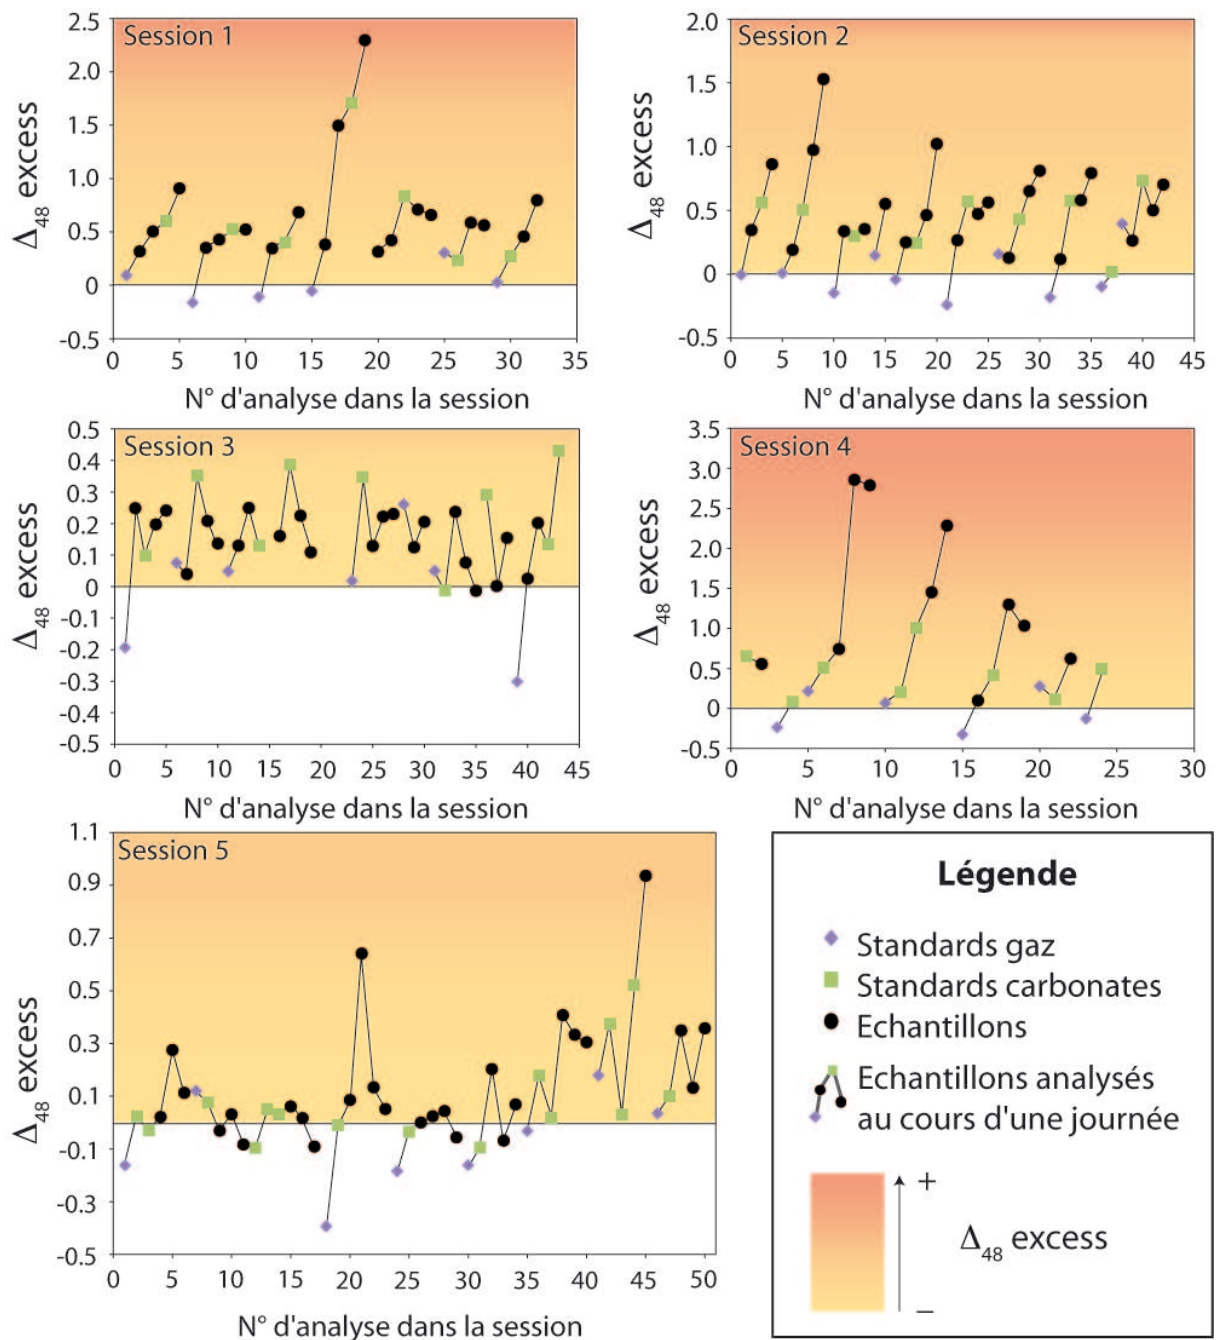 Session 1
2.5
2.0
1.5
1.0
0.5
0
-0.5
Δ48 excess
0 5 10 15 20 25 30 35
N° d'analyse dans la session
Session 2
2.0
1.5
1.0
0.5
0
-0.5
Δ48 excess
0 5 10 15 20 25 30 35 40 45
N° d'analyse dans la session
Session 3
0.5
0.4
0.3
0.2
0.1
0
-0.1
-0.2
-0.3
-0.4
-0.5
Δ48 excess
0 5 10 15 20 25 30 35 40 45
N° d'analyse dans la session
Session 4
3.5
3.0
2.5
2.0
1.5
1.0
0.5
0
-0.5
Δ48 excess
0 5 10 15 20 25 30
N° d'analyse dans la session
Session 5
1.1
0.9
0.7
0.5
0.3
0.1
-0.1
-0.3
-0.5
Δ48 excess
0 5 10 15 20 25 30 35 40 45 50
N° d'analyse dans la session
Légende
Standards gaz
Standards carbonates
Echantillons
Echantillons analysés
au cours d'une journée
+
Δ48 excess
–